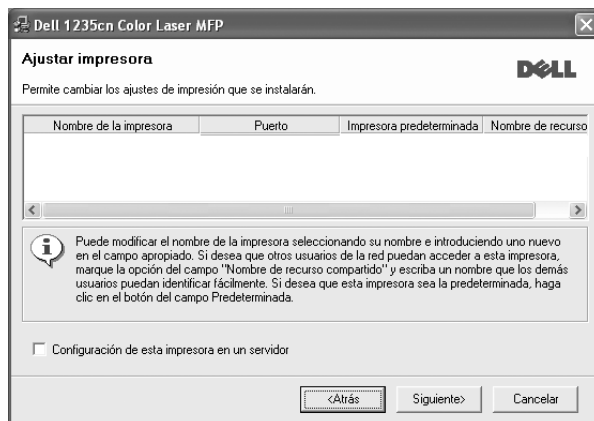 Dell 1235cn Color Laser MFP
Ajustar impresora
DELL
Permite cambiar los ajustes de impresión que se instalarán.
Nombre de la impresora Puerto Impresora predeterminada Nombre de recurso
Puede modificar el nombre de la impresora seleccionando su nombre e introduciendo uno nuevo
en el campo apropiado. Si desea que otros usuarios de la red puedan acceder a esta impresora,
marque la opción del campo "Nombre de recurso compartido" y escriba un nombre que los demás
usuarios puedan identificar fácilmente. Si desea que esta impresora sea la predeterminada, haga
clic en el botón del campo Predeterminada.
Configuración de esta impresora en un servidor
<Atrás Siguiente> Cancelar